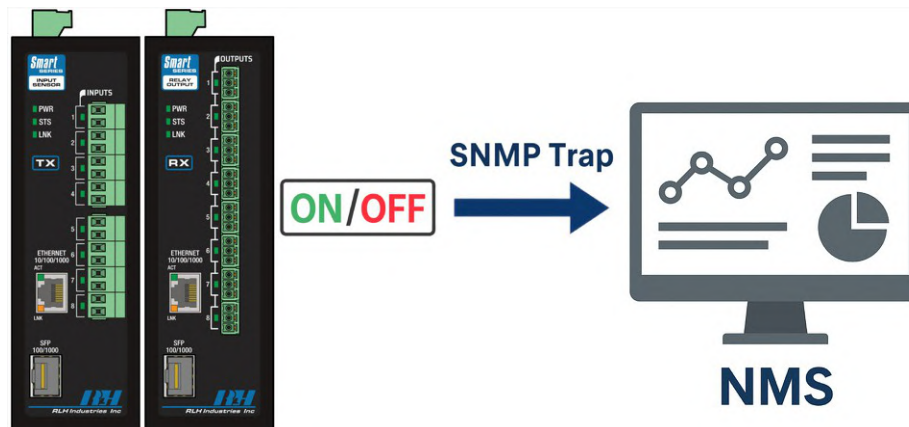 Smart
SERIES
INPUT
SENSOR
INPUTS
PWR
STS
LNK
1
2
3
4
TX
5
6
7
8
ETHERNET
10/100/1000
ACT
LNK
SFP
100/1000
RLH
RLH Industries Inc
Smart
SERIES
RELAY
OUTPUT
OUTPUTS
PWR
STS
LNK
1
2
3
4
RX
5
6
7
8
ETHERNET
10/100/1000
ACT
LNK
SFP
100/1000
RLH
RLH Industries Inc
ON/OFF
SNMP Trap
NMS